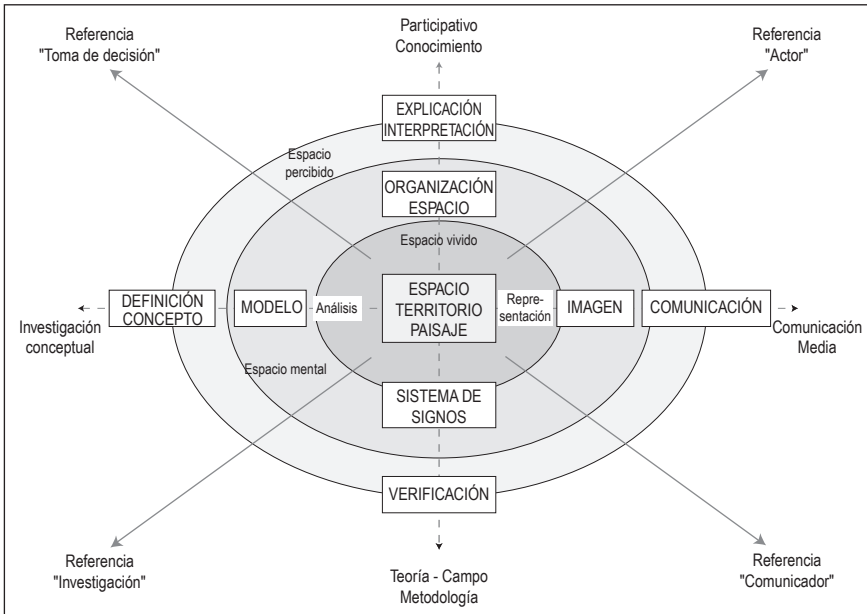 Referencia
"Toma de decisión"
Participativo
Conocimiento
Referencia
"Actor"
EXPLICACIÓN
INTERPRETACIÓN
Espacio
percibido
ORGANIZACIÓN
ESPACIO
Espacio vivido
DEFINICIÓN
CONCEPTO
MODELO
Análisis
ESPACIO
TERRITORIO
PAISAJE
Repre-
sentación
IMAGEN
COMUNICACIÓN
Investigación
conceptual
Comunicación
Media
Espacio mental
SISTEMA DE
SIGNOS
VERIFICACIÓN
Referencia
"Investigación"
Teoría - Campo
Metodología
Referencia
"Comunicador"